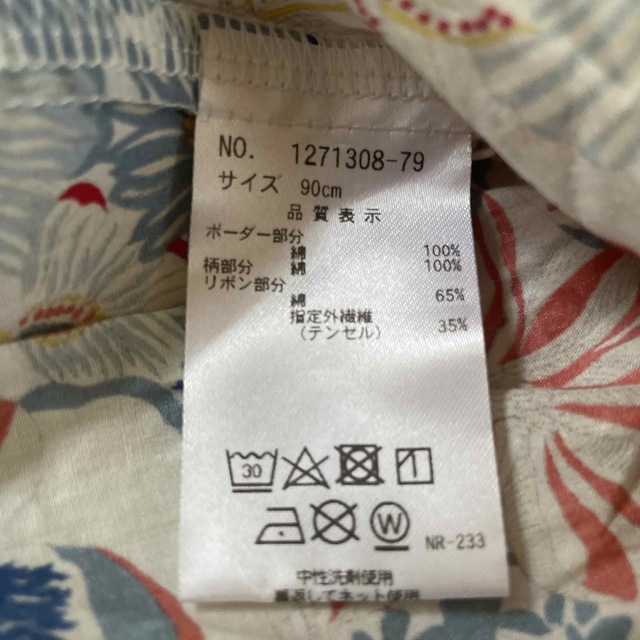 NO. 1271308-79
サイズ 90cm
品質表示
ボーダー部分
綿 100%
柄部分 綿 100%
リボン部分
綿 65%
指定外繊維 35%
(テンセル)
30
W
NR-233
中性洗剤使用
裏返してネット使用